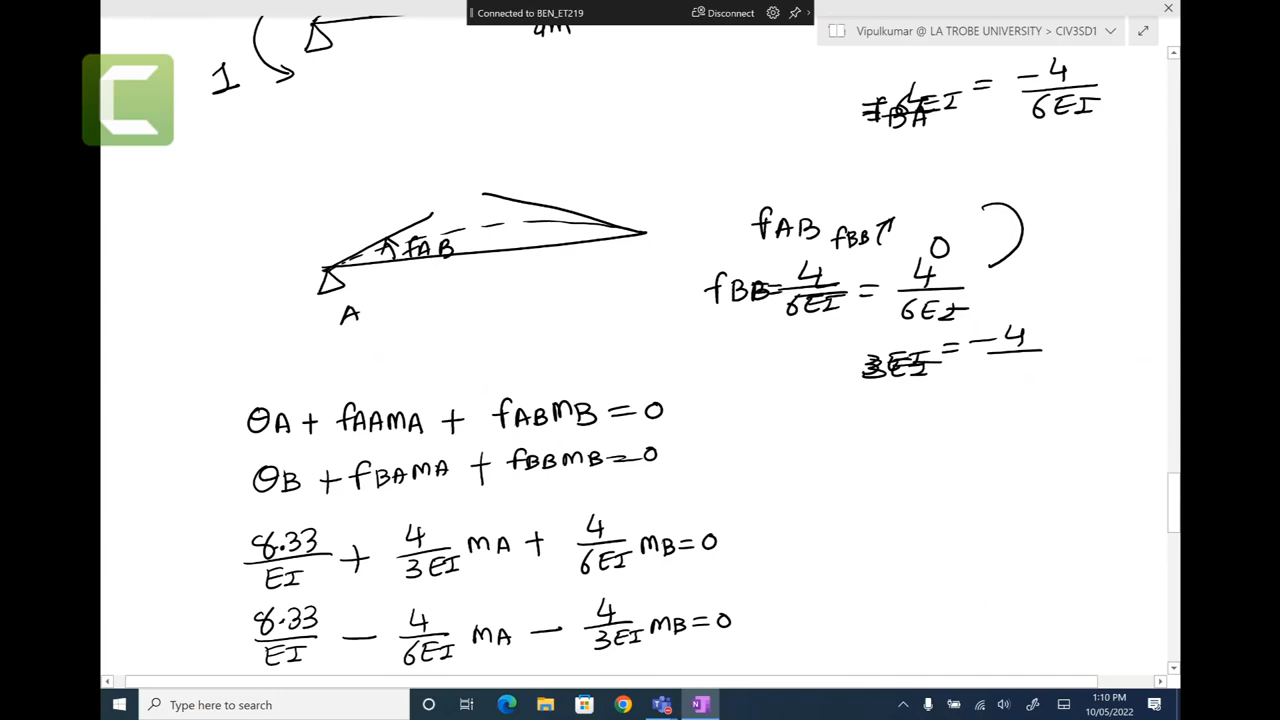 Connected to BEN_ET219
Disconnect
Vipulkumar @ LA TROBE UNIVERSITY > CIV3SD1
4m
1
= -4/6EI
fAB
A
fAB fBB
fBB = 4/6EI = 4/6EI
0
3EI = -4
θA + fAAMA + fABMB = 0
θB + fBAMA + fBBMB = 0
8.33/EI + 4/3EI MA + 4/6EI MB = 0
8.33/EI - 4/6EI MA - 4/3EI MB = 0
Type here to search
1:10 PM
10/05/2022